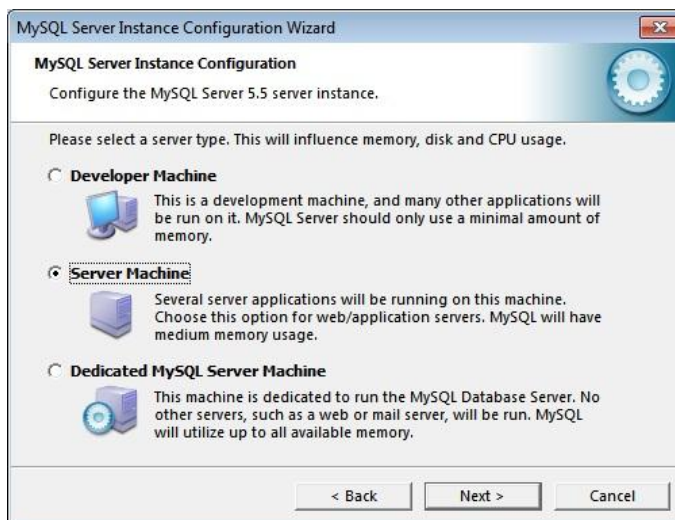 MySQL Server Instance Configuration Wizard
MySQL Server Instance Configuration
Configure the MySQL Server 5.5 server instance.
Please select a server type. This will influence memory, disk and CPU usage.
Developer Machine
This is a development machine, and many other applications will
be run on it. MySQL Server should only use a minimal amount of
memory.
Server Machine
Several server applications will be running on this machine.
Choose this option for web/application servers. MySQL will have
medium memory usage.
Dedicated MySQL Server Machine
This machine is dedicated to run the MySQL Database Server. No
other servers, such as a web or mail server, will be run. MySQL
will utilize up to all available memory.
< Back Next > Cancel